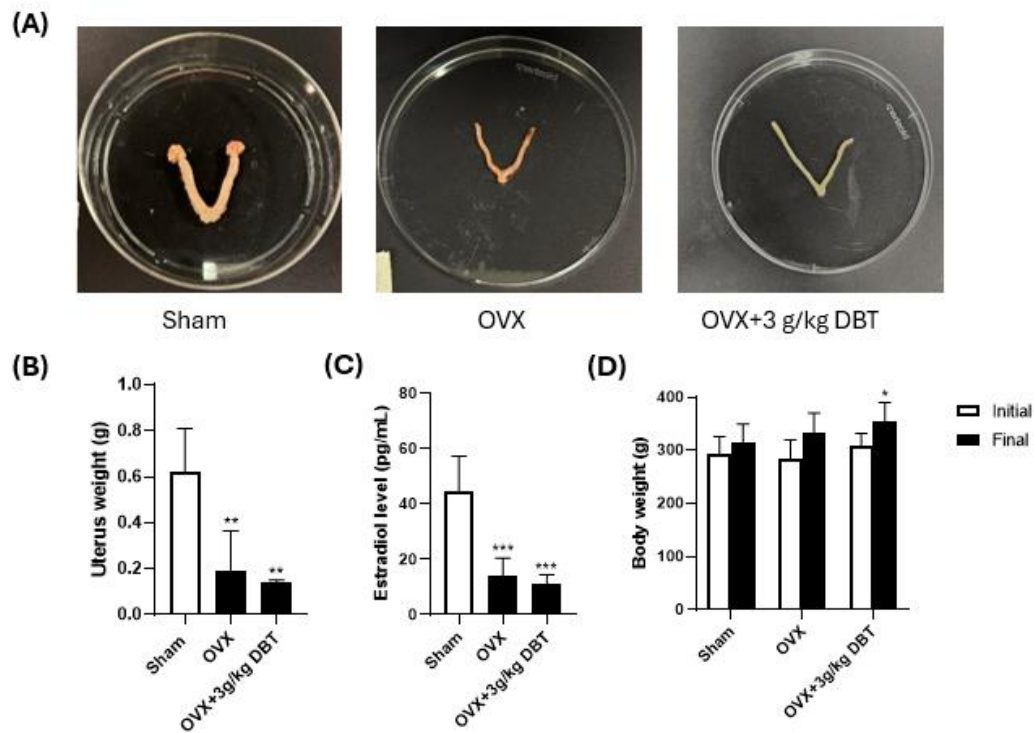 (A)
Sham OVX OVX+3 g/kg DBT
(B)
Uterus weight (g)
1.0
0.8
0.6
0.4
0.2
0.0
**
**
Sham
OVX
OVX+3g/kg DBT
(C)
Estradiol level (pg/mL)
80
60
40
20
0
***
***
Sham
OVX
OVX+3g/kg DBT
(D)
Body weight (g)
400
300
200
100
0
*
Sham
OVX
OVX+3g/kg DBT
Initial
Final